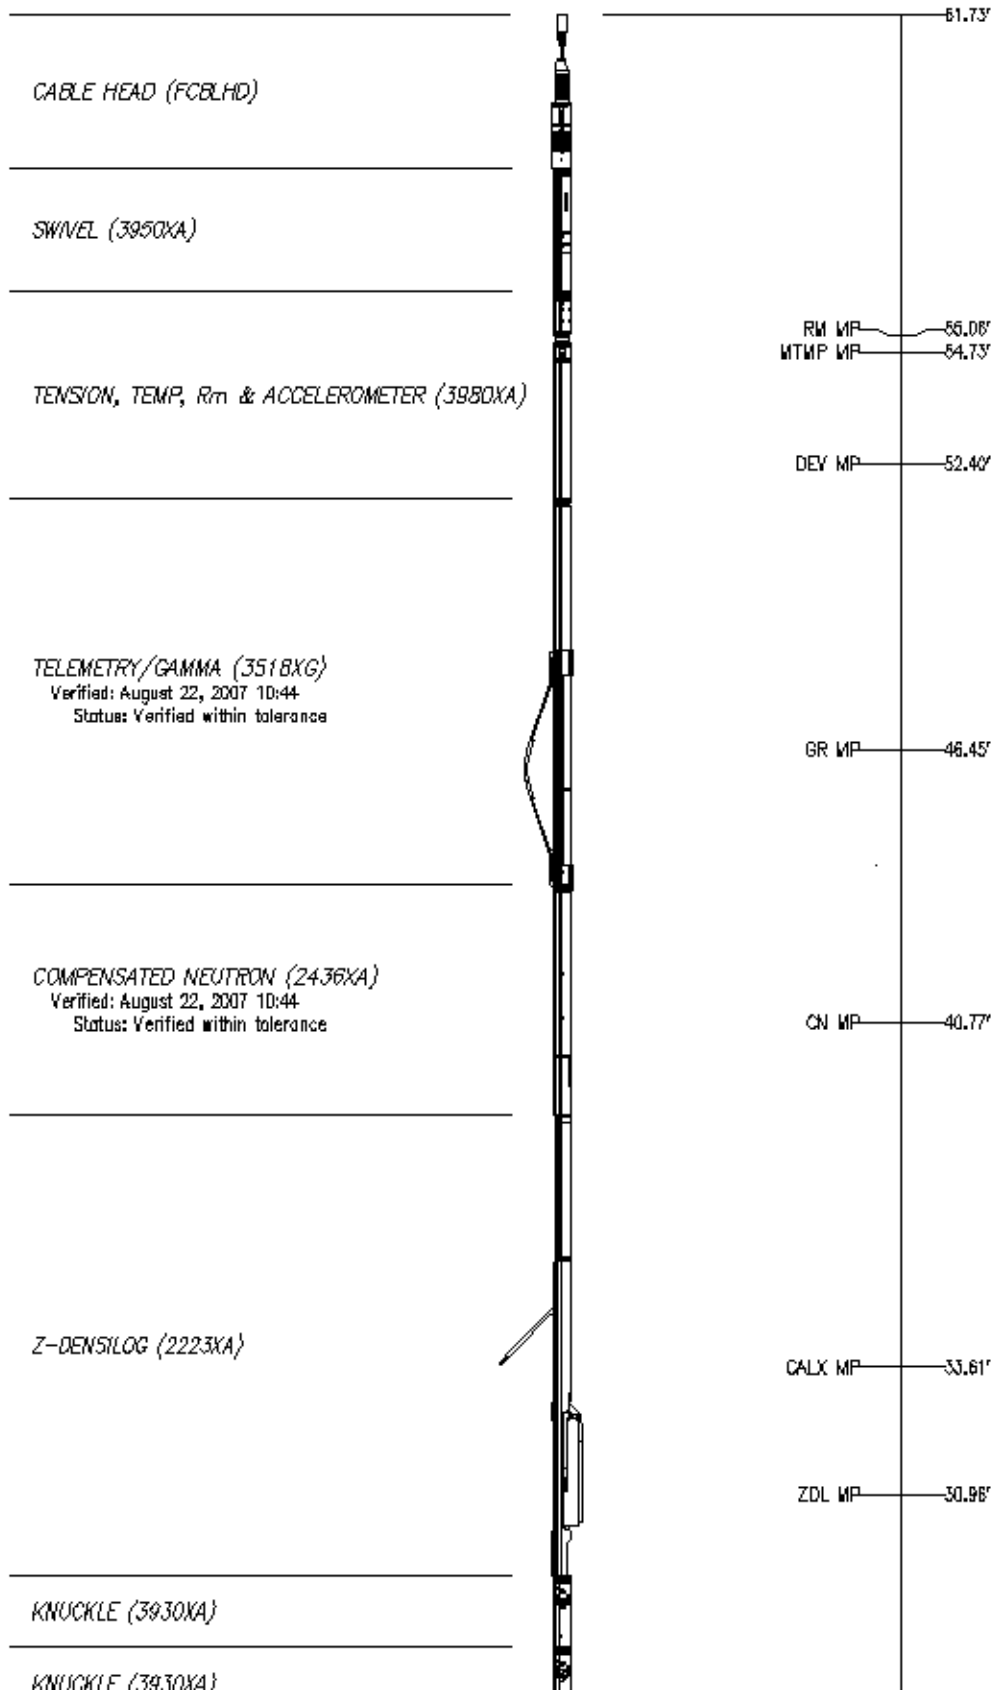 61.73'
CABLE HEAD (FCBLHD)
SWIVEL (3950XA)
RM MP 55.06'
MTMP MP 54.73'
TENSION, TEMP, Rm & ACCELEROMETER (3980XA)
DEV MP 52.40'
TELEMETRY/GAMMA (3518XG)
Verified: August 22, 2007 10:44
Status: Verified within tolerance
GR MP 46.45'
COMPENSATED NEUTRON (2436XA)
Verified: August 22, 2007 10:44
Status: Verified within tolerance
CN MP 40.77'
Z-DENSILOG (2223XA)
CALX MP 33.61'
ZDL MP 30.96'
KNUCKLE (3930XA)
KNUCKLE (3930XA)